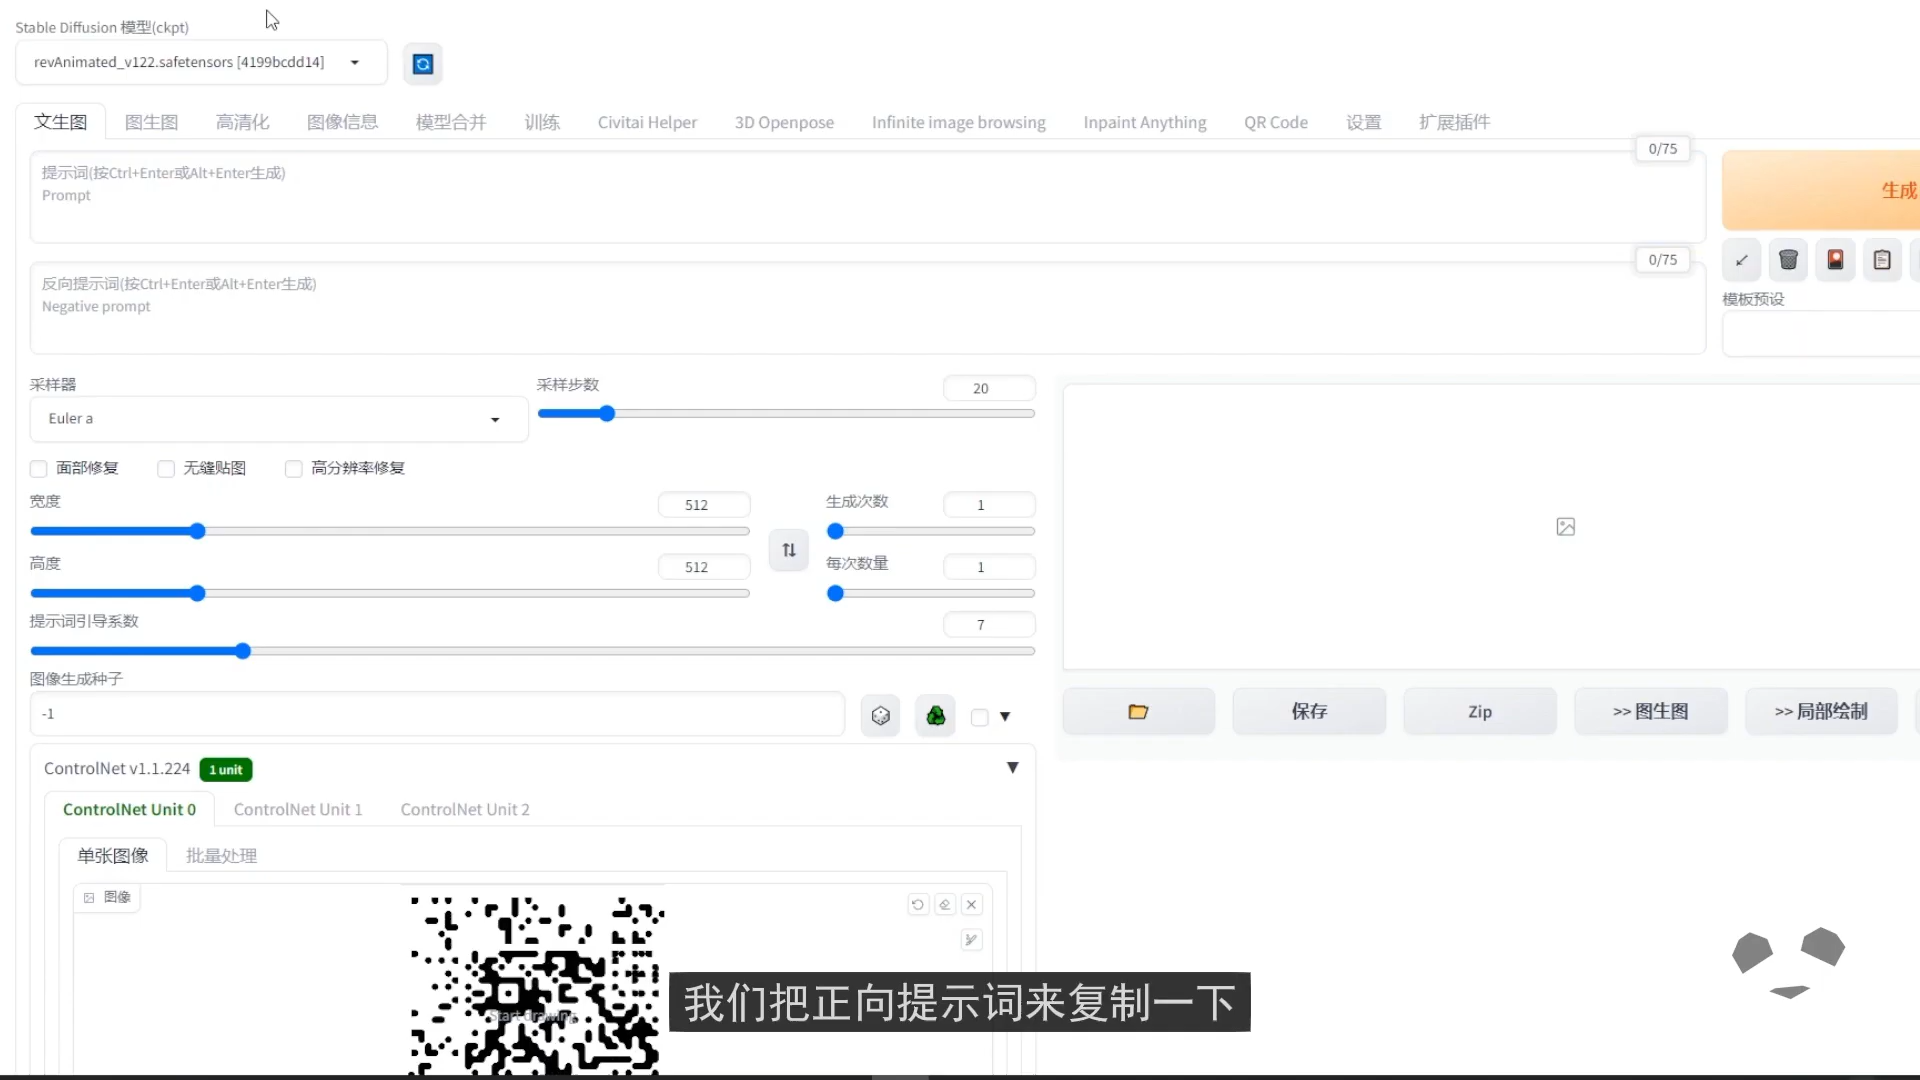 Stable Diffusion 模型(ckpt)
revAnimated_v122.safetensors [4199bcdd14]
文生图 图生图 高清化 图像信息 模型合并 训练 Civitai Helper 3D Openpose Infinite image browsing Inpaint Anything QR Code 设置 扩展插件
0/75
提示词(按Ctrl+Enter或Alt+Enter生成)
Prompt
生成
0/75
反向提示词(按Ctrl+Enter或Alt+Enter生成)
Negative prompt
模板预设
采样器
Euler a
采样步数
20
面部修复 无缝贴图 高分辨率修复
宽度
512
生成次数
1
高度
512
每次数量
1
提示词引导系数
7
图像生成种子
-1
保存
Zip
>> 图生图
>> 局部绘制
ControlNet v1.1.224 1 unit
ControlNet Unit 0 ControlNet Unit 1 ControlNet Unit 2
单张图像 批量处理
图像
Start drawing
我们把正向提示词来复制一下